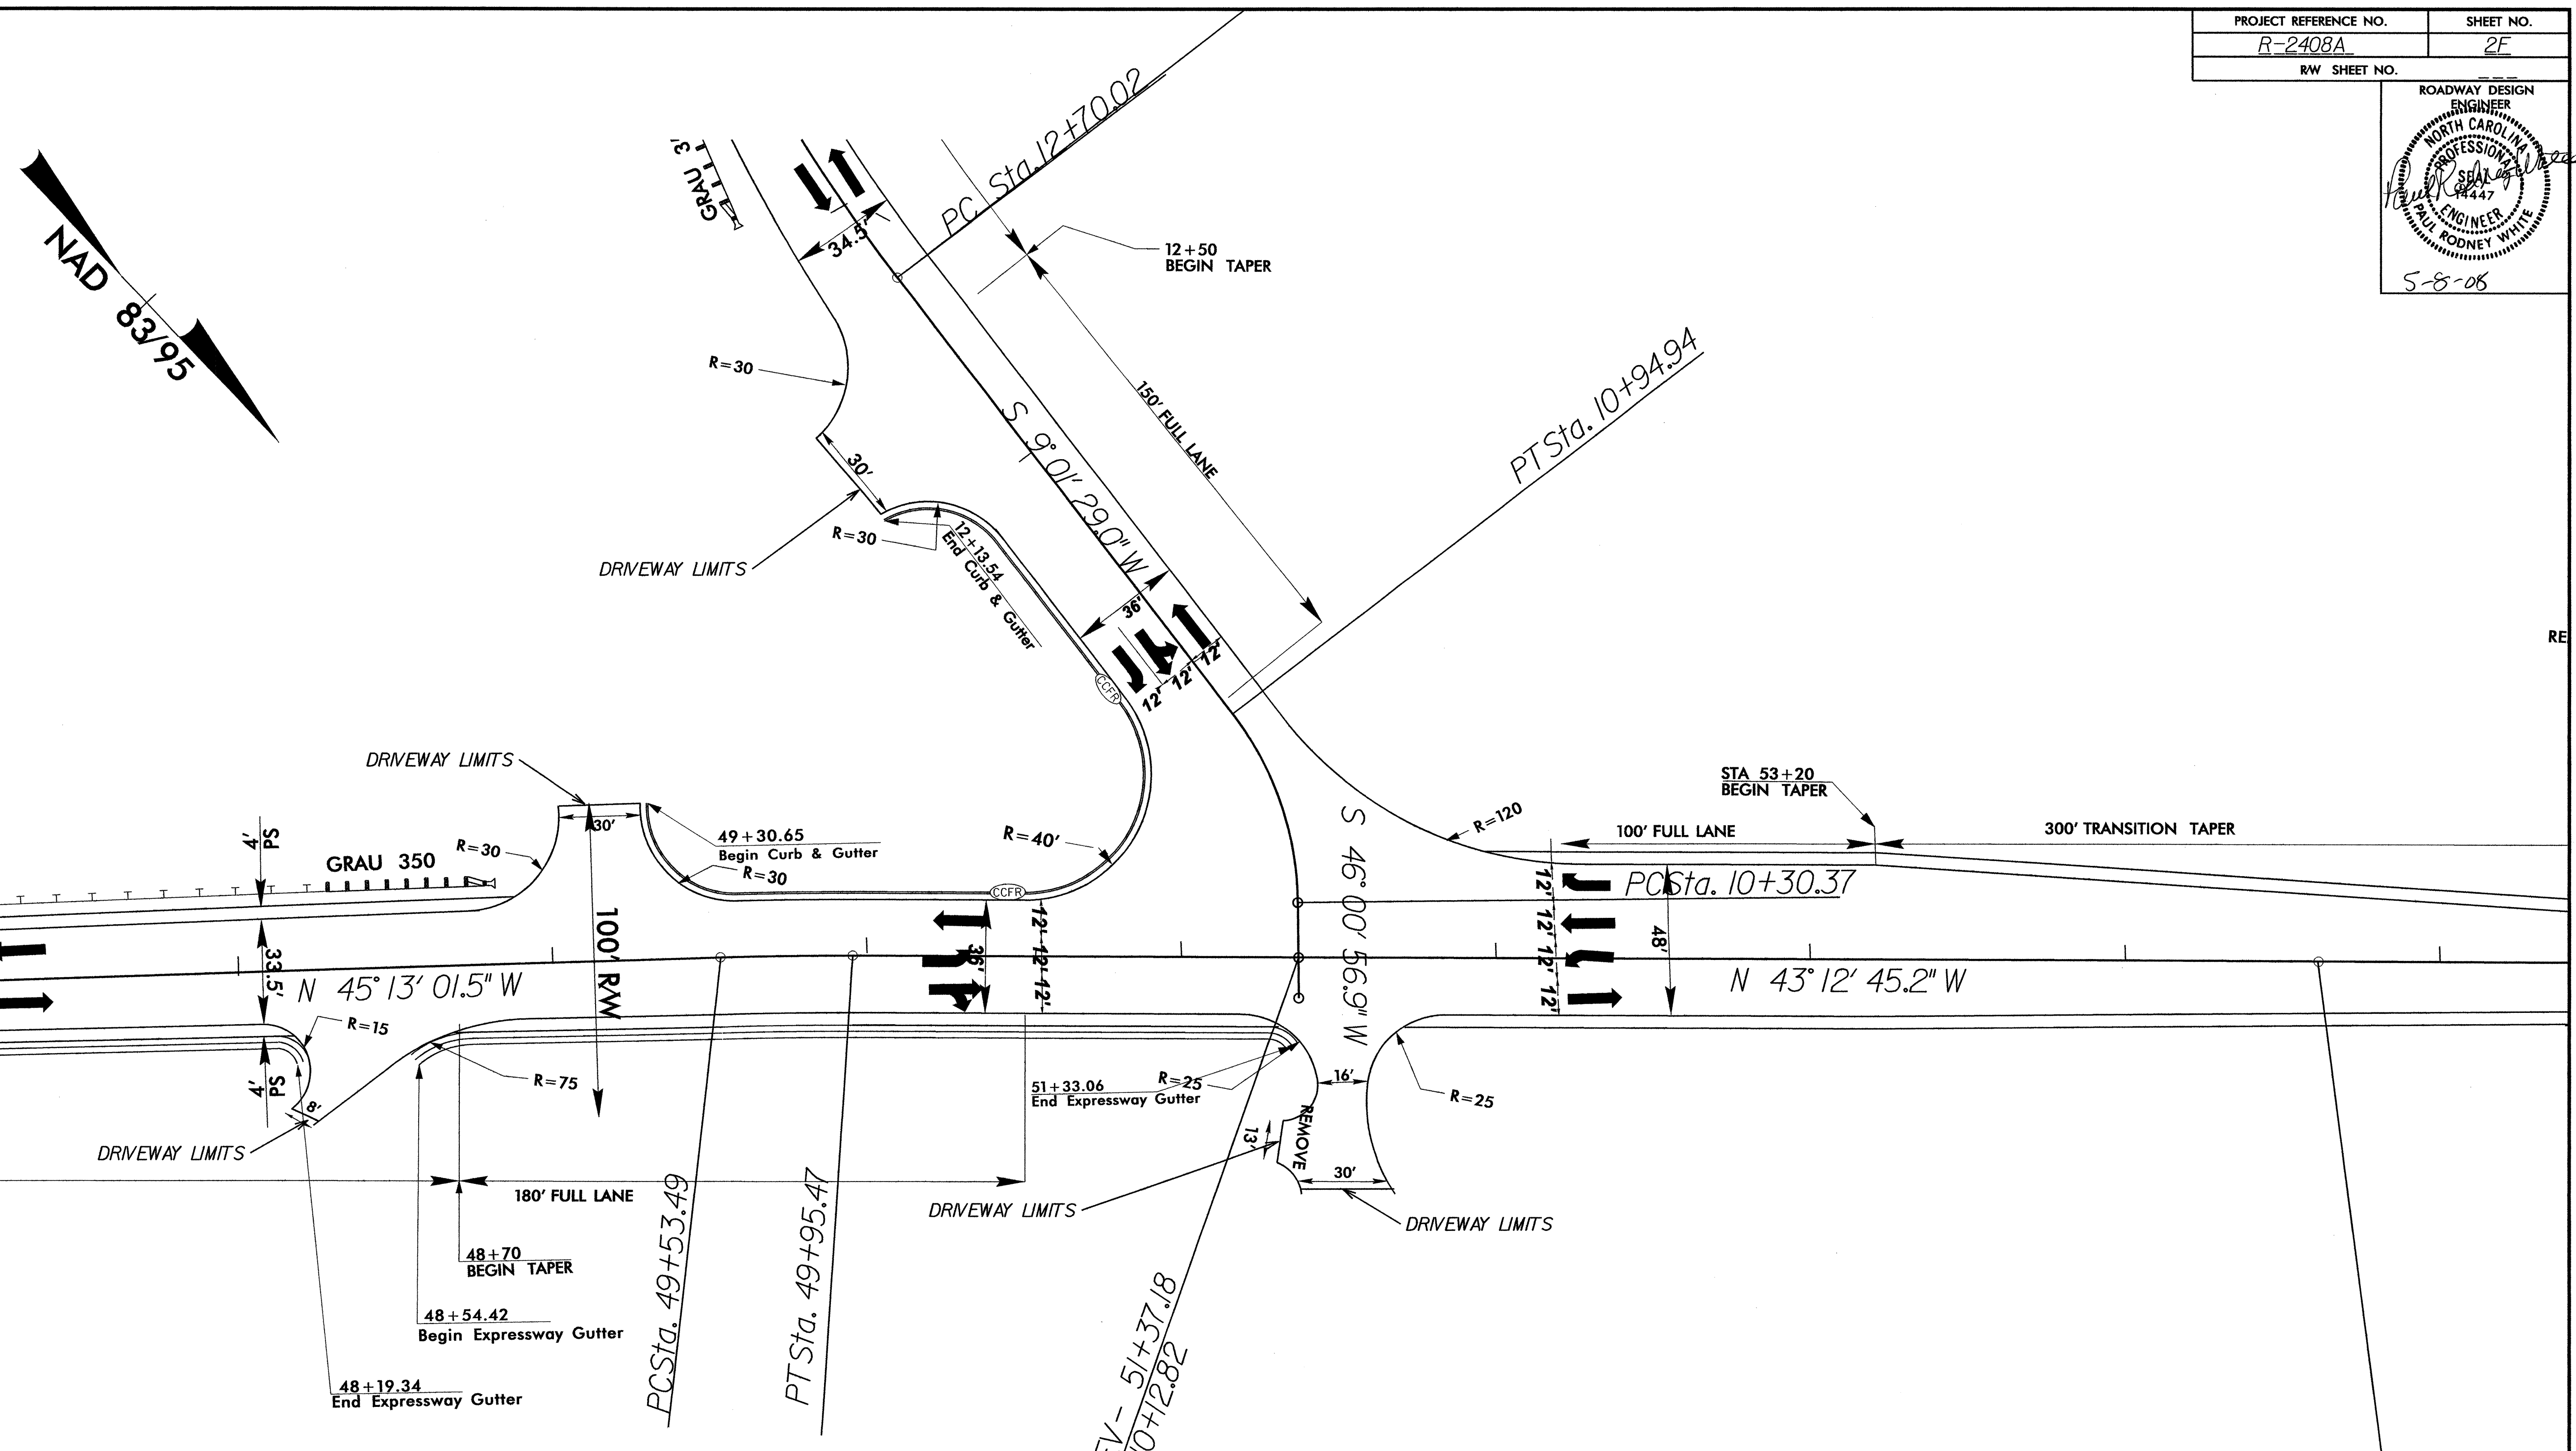 PROJECT REFERENCE NO.
SHEET NO.
R-2408A
2F
R/W SHEET NO.
ROADWAY DESIGN
ENGINEER
NORTH CAROLINA
PROFESSIONAL
SEAL
14447
ENGINEER
PAUL RODNEY WHITE
5-8-08
NAD 83/95
GRAU 3'
34.5'
PC Sta. 12+70.02
12+50
BEGIN TAPER
R=30
30'
150' FULL LANE
S 9° 01' 29.0" W
PT Sta. 10+94.94
R=30
12+13.54
End Curb & Gutter
DRIVEWAY LIMITS
36'
12'
12'
12'
CCFR
RE
DRIVEWAY LIMITS
4'
PS
GRAU 350
R=30
30'
49+30.65
Begin Curb & Gutter
R=30
R=40'
CCFR
STA 53+20
BEGIN TAPER
R=120
100' FULL LANE
300' TRANSITION TAPER
PC Sta. 10+30.37
S 46° 00' 56.9" W
12'
12'
12'
12'
48'
36'
12'
12'
12'
33.5'
N 45° 13' 01.5" W
100' R/W
N 43° 12' 45.2" W
R=15
R=75
4'
PS
8'
DRIVEWAY LIMITS
51+33.06
End Expressway Gutter
R=25
16'
R=25
REMOVE
13'
30'
180' FULL LANE
DRIVEWAY LIMITS
DRIVEWAY LIMITS
48+70
BEGIN TAPER
48+54.42
Begin Expressway Gutter
48+19.34
End Expressway Gutter
PC Sta. 49+53.49
PT Sta. 49+95.47
EV- 51+37.18
10+12.82